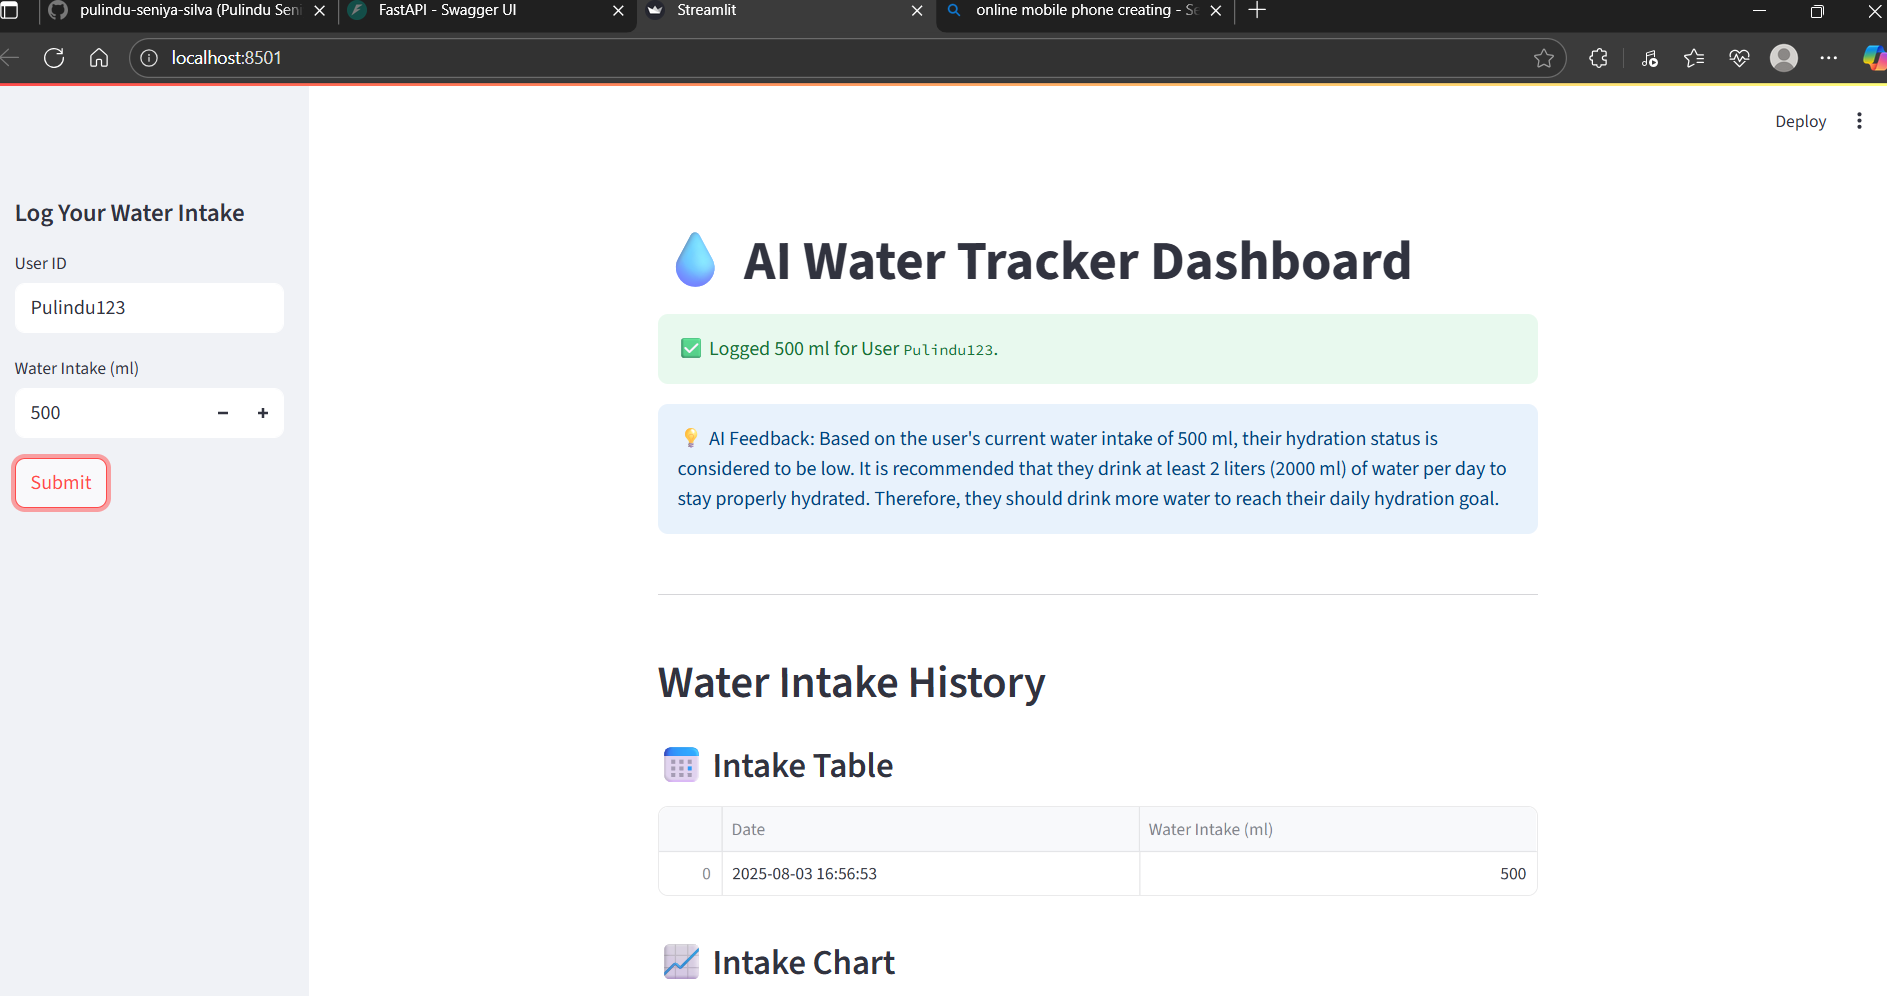 pulindu-seniya-silva (Pulindu Seni
FastAPI - Swagger UI
Streamlit
online mobile phone creating - Se
localhost:8501
Deploy
Log Your Water Intake
User ID
Pulindu123
Water Intake (ml)
500
Submit
AI Water Tracker Dashboard
Logged 500 ml for User Pulindu123.
AI Feedback: Based on the user's current water intake of 500 ml, their hydration status is
considered to be low. It is recommended that they drink at least 2 liters (2000 ml) of water per day to
stay properly hydrated. Therefore, they should drink more water to reach their daily hydration goal.
Water Intake History
Intake Table
Date Water Intake (ml)
0 2025-08-03 16:56:53 500
Intake Chart